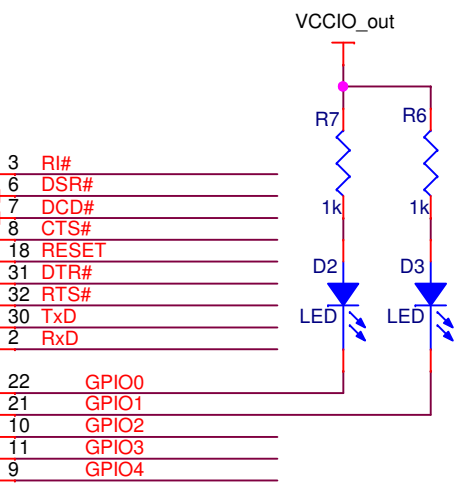 VCCIO_out
R7 R6
1k 1k
D2 D3
LED LED
3 RI#
6 DSR#
7 DCD#
8 CTS#
18 RESET
31 DTR#
32 RTS#
30 TxD
2 RxD
22 GPIO0
21 GPIO1
10 GPIO2
11 GPIO3
9 GPIO4